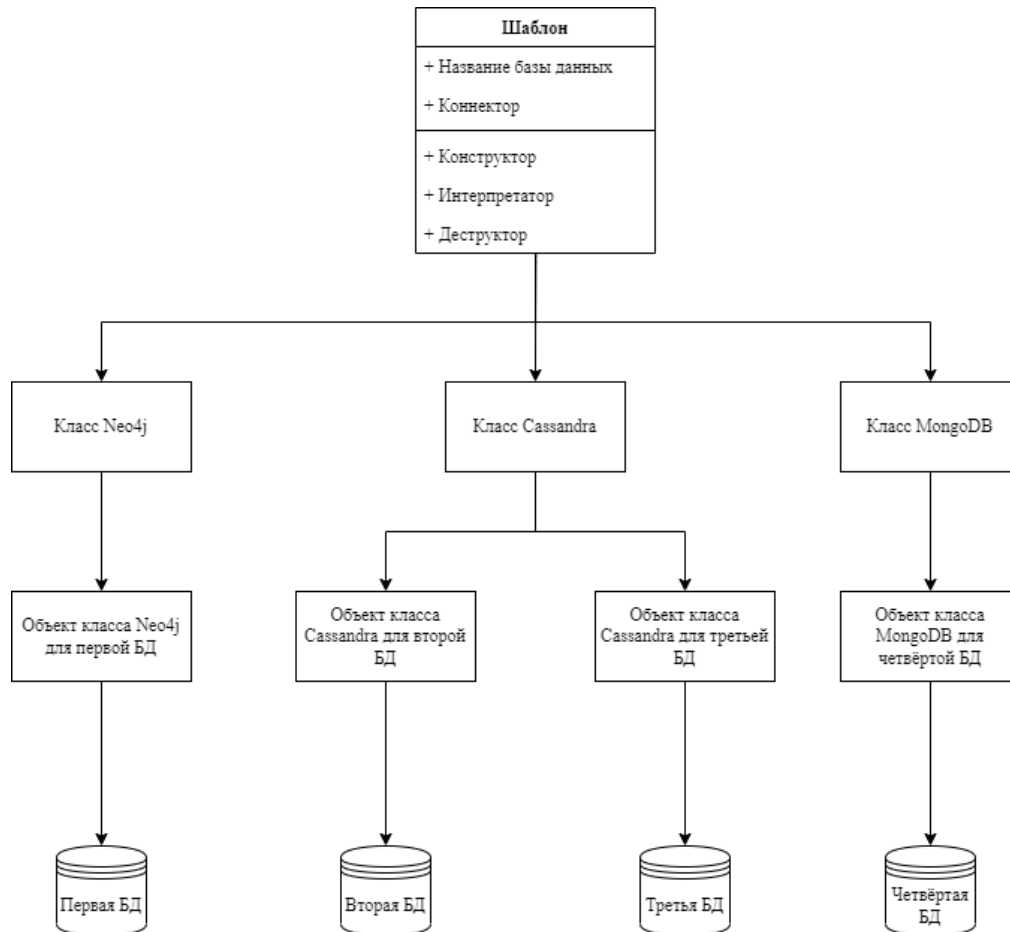 Шаблон
+ Название базы данных
+ Коннектор
+ Конструктор
+ Интерпретатор
+ Деструктор
Класс Neo4j
Класс Cassandra
Класс MongoDB
Объект класса Neo4j
для первой БД
Объект класса
Cassandra для второй
БД
Объект класса
Cassandra для третьей
БД
Объект класса
MongoDB для
четвёртой БД
Первая БД
Вторая БД
Третья БД
Четвёртая
БД